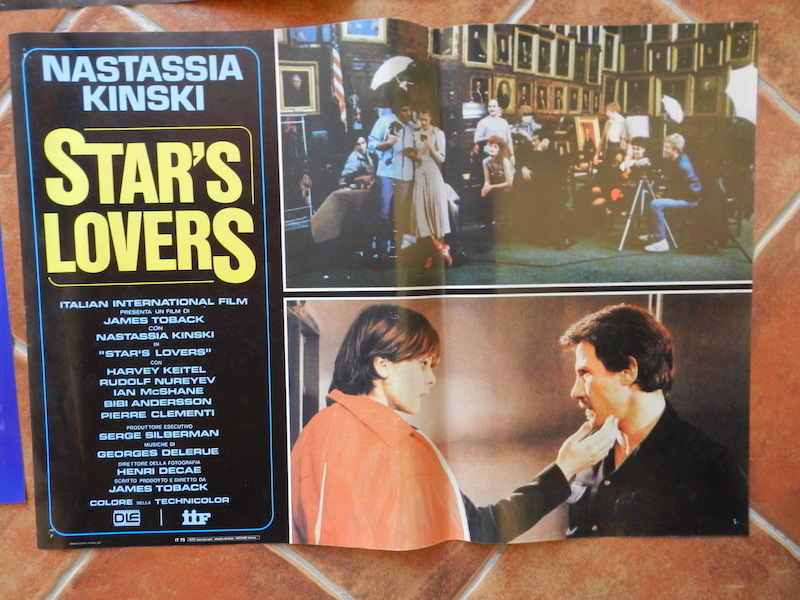 NASTASSIA
KINSKI
STAR'S
LOVERS
ITALIAN INTERNATIONAL FILM
PRESENTA UN FILM DI
JAMES TOBACK
CON
NASTASSIA KINSKI
IN
"STAR'S LOVERS"
CON
HARVEY KEITEL
RUDOLF NUREYEV
IAN McSHANE
BIBI ANDERSSON
PIERRE CLEMENTI
PRODUTTORE ESECUTIVO
SERGE SILBERMAN
MUSICHE DI
GEORGES DELERUE
DIRETTORE DELLA FOTOGRAFIA
HENRI DECAE
SCRITTO PRODOTTO E DIRETTO DA
JAMES TOBACK
COLORE DELLA TECHNICOLOR
DLE
IIF